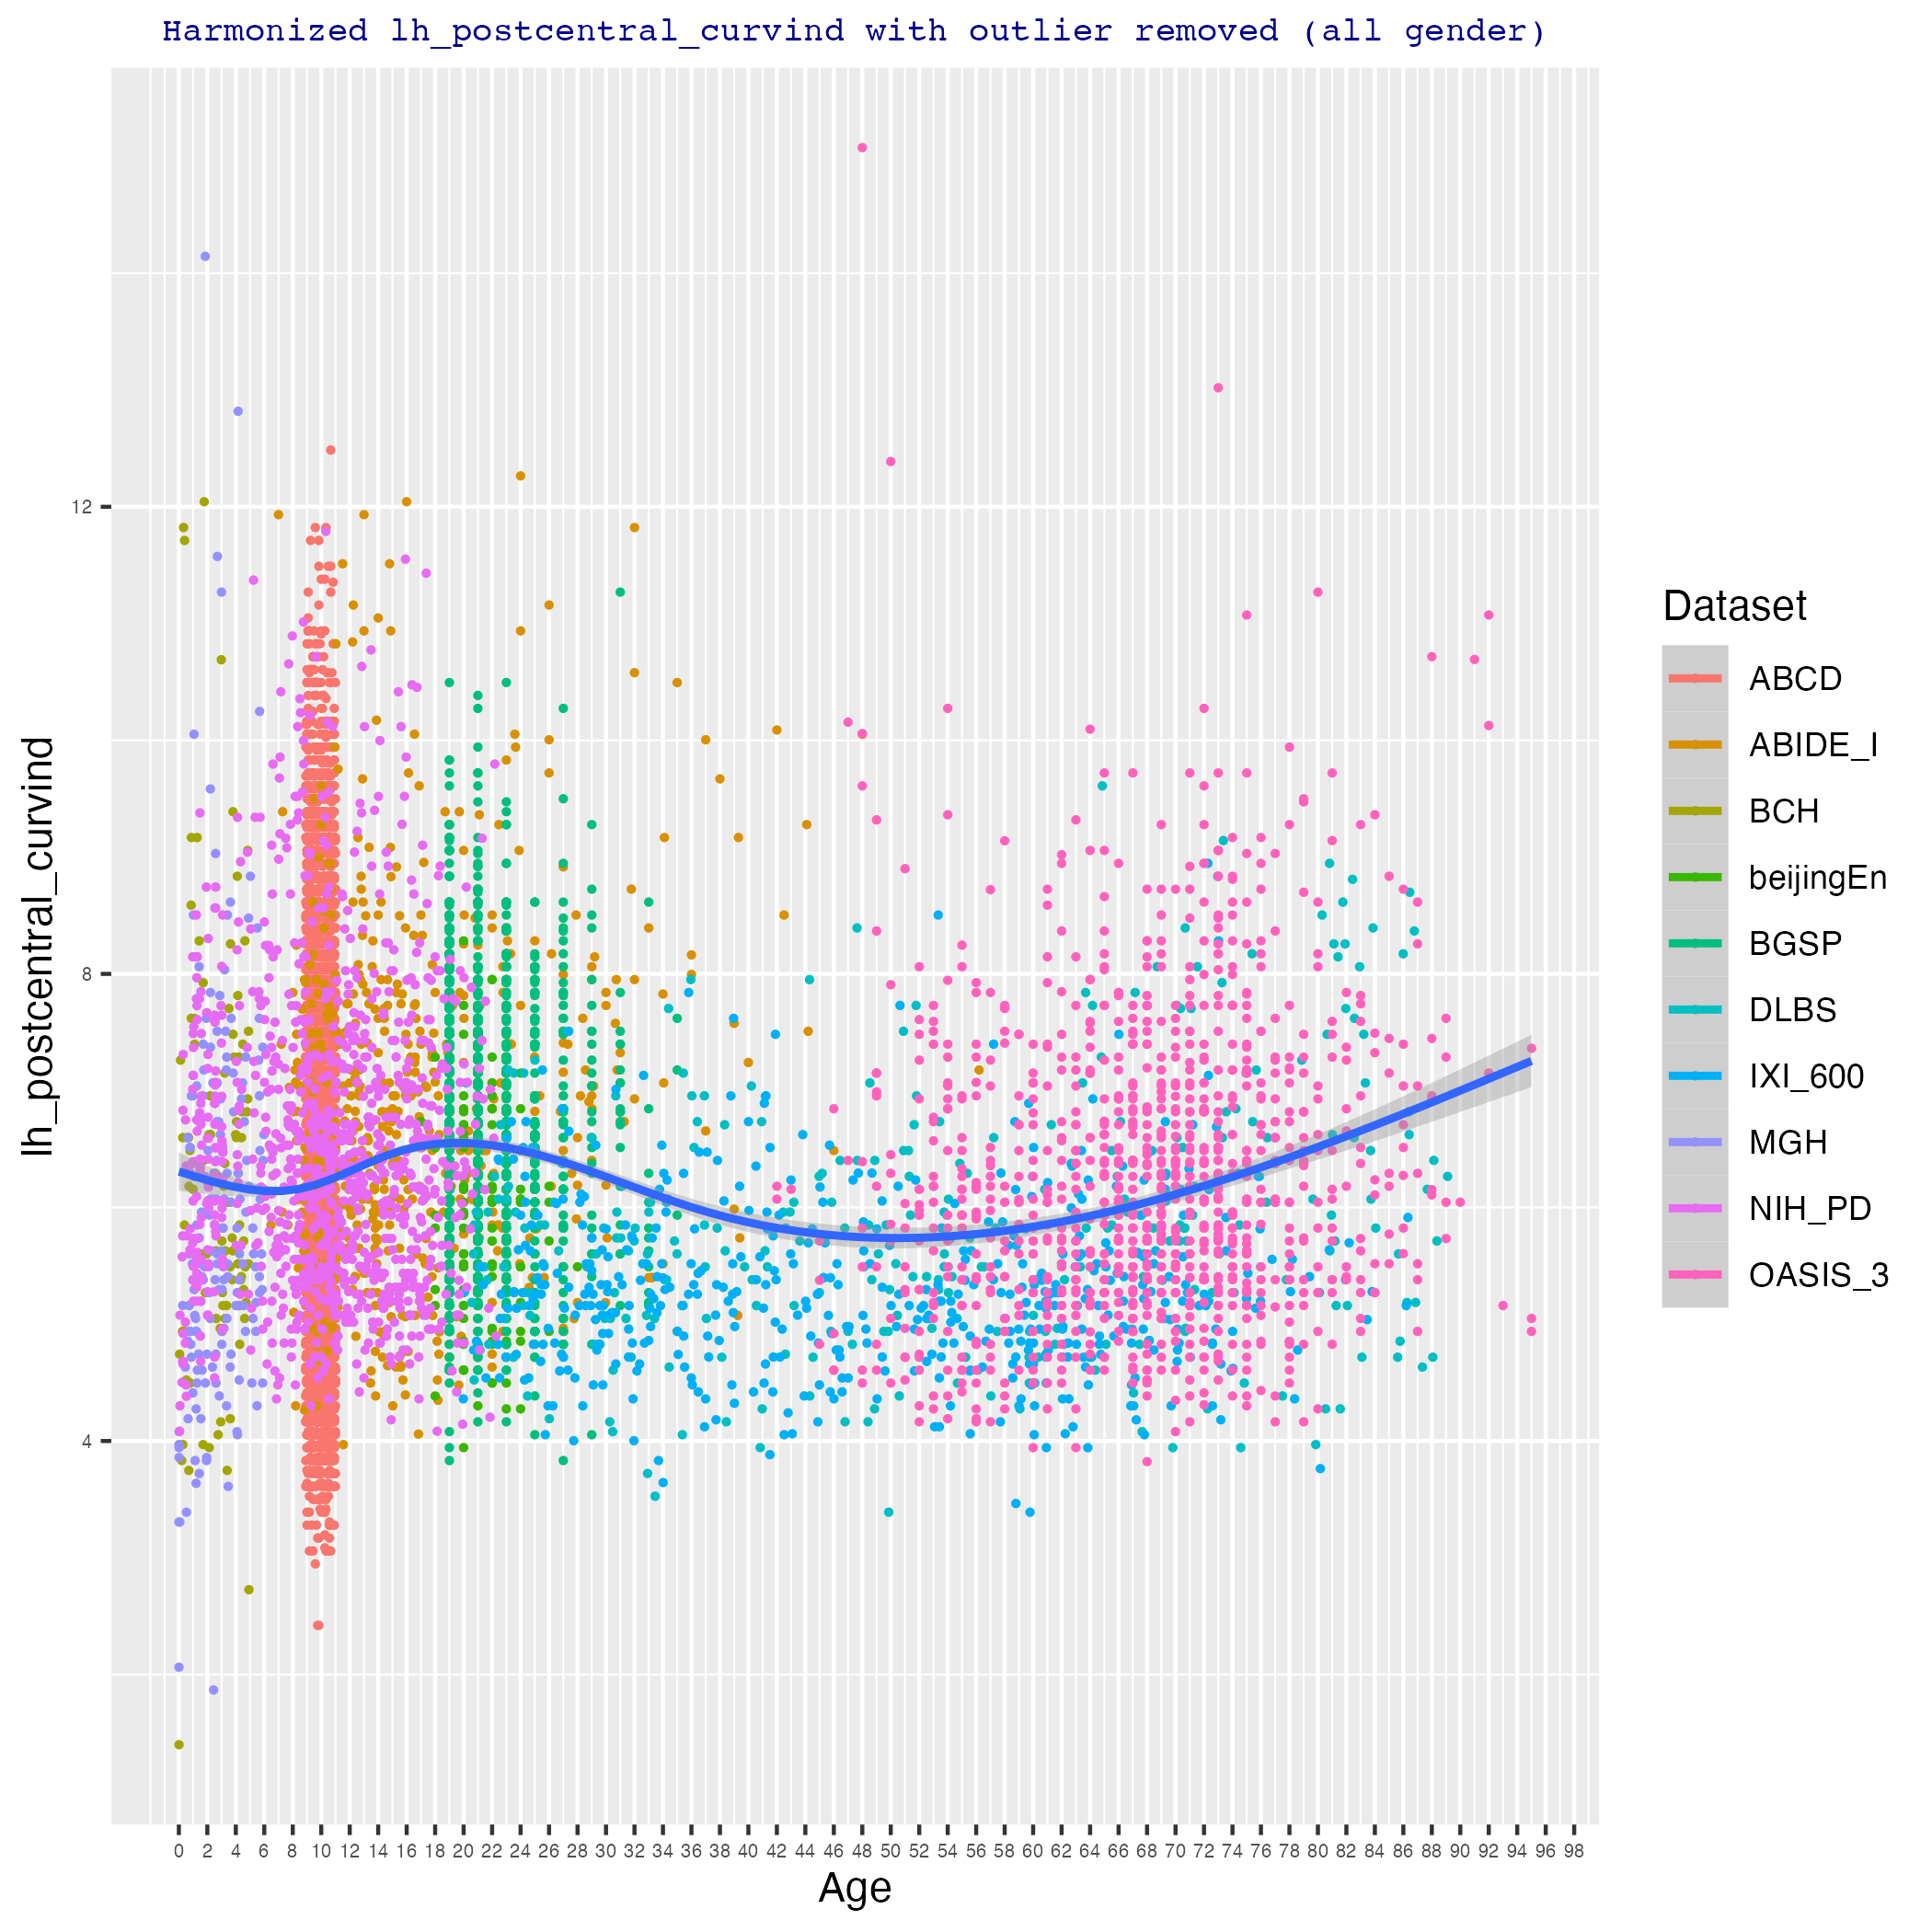 Harmonized lh_postcentral_curvind with outlier removed (all gender)
lh_postcentral_curvind
12
8
4
0 2 4 6 8 10 12 14 16 18 20 22 24 26 28 30 32 34 36 38 40 42 44 46 48 50 52 54 56 58 60 62 64 66 68 70 72 74 76 78 80 82 84 86 88 90 92 94 96 98
Age
Dataset
ABCD
ABIDE_I
BCH
beijingEn
BGSP
DLBS
IXI_600
MGH
NIH_PD
OASIS_3